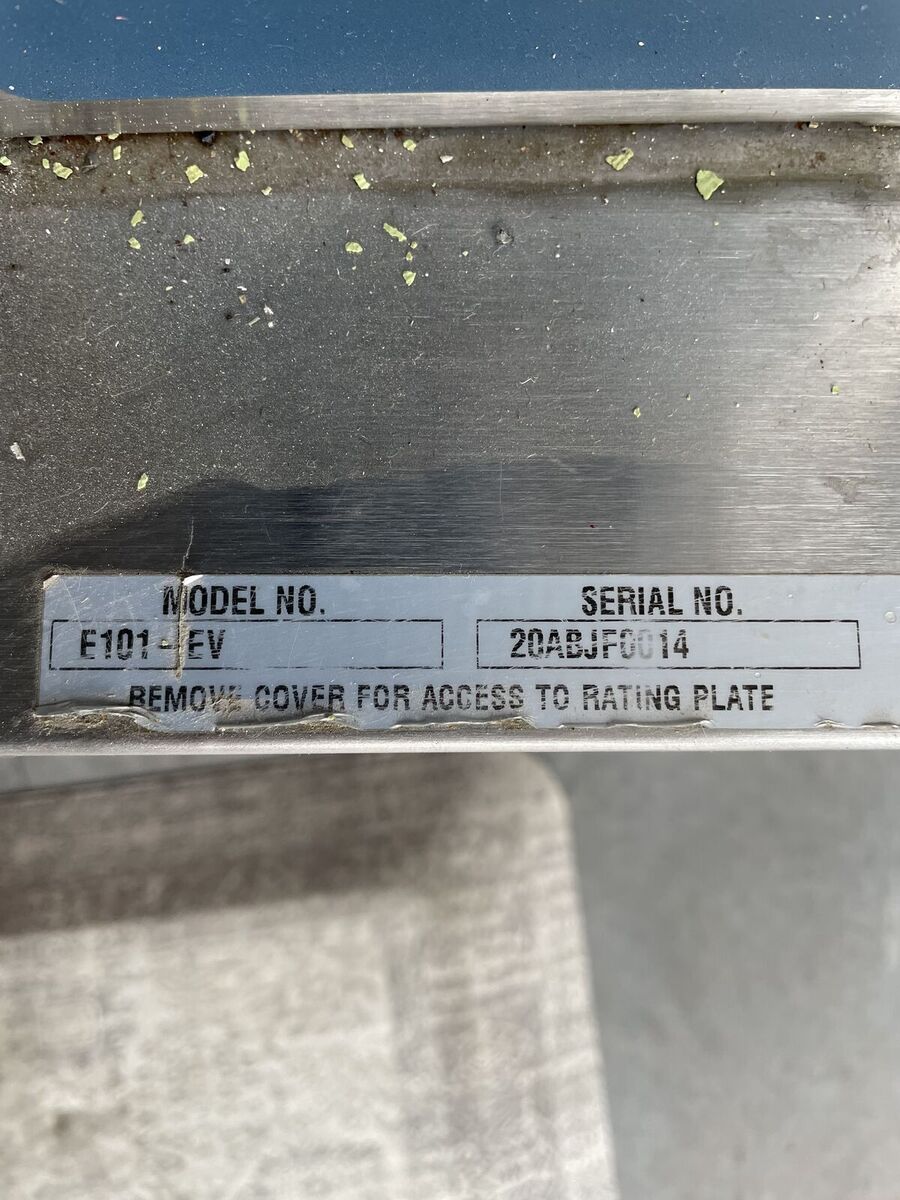 MODEL NO. SERIAL NO.
E101-EV 20ABJF0014
REMOVE COVER FOR ACCESS TO RATING PLATE